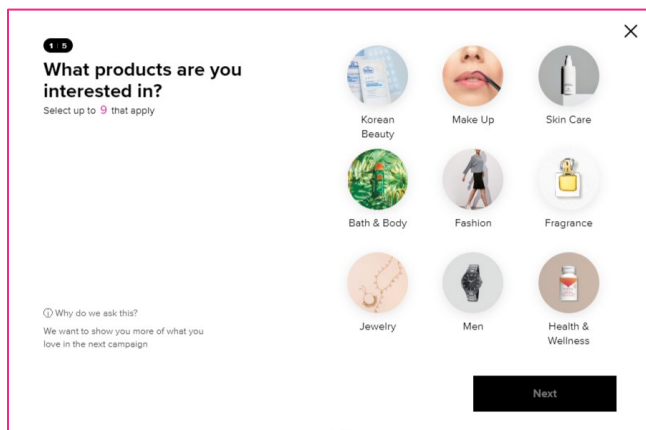 1 | 5
What products are you
interested in?
Select up to 9 that apply
Korean
Beauty
Make Up
Skin Care
Bath & Body
Fashion
Fragrance
Jewelry
Men
Health &
Wellness
Why do we ask this?
We want to show you more of what you
love in the next campaign
Next